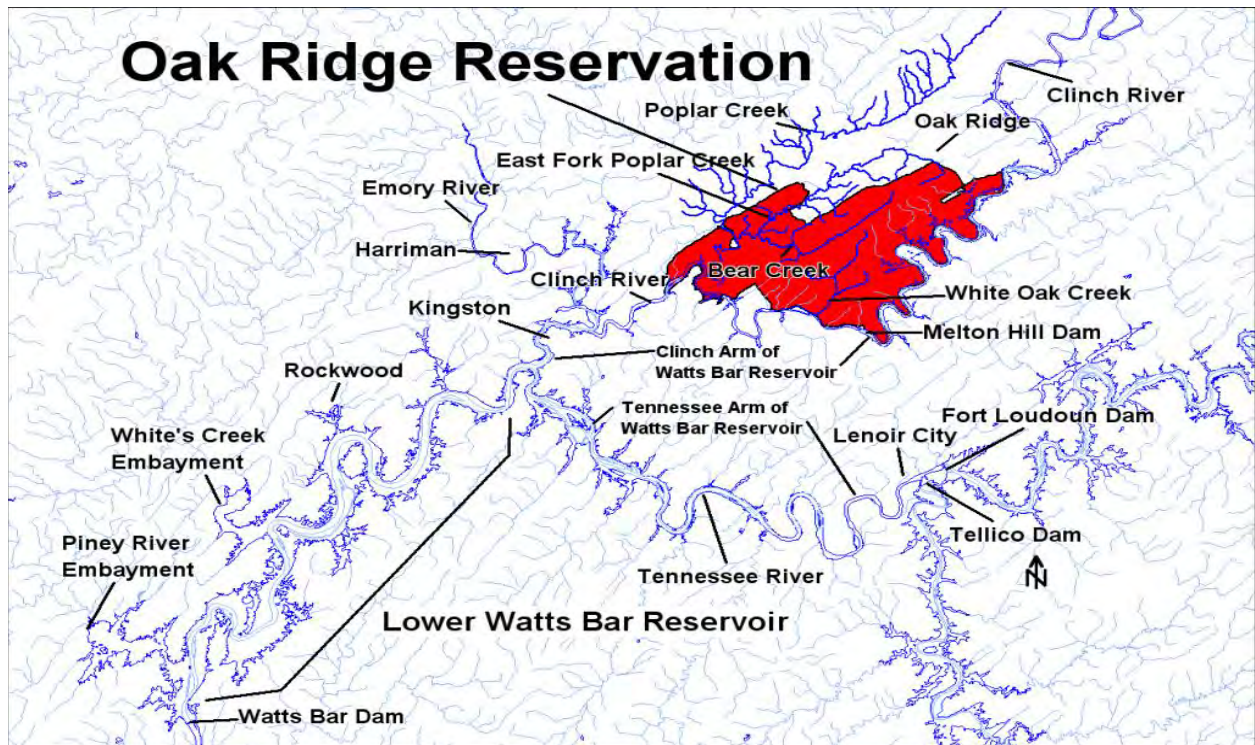 Oak Ridge Reservation
Clinch River
Poplar Creek
Oak Ridge
East Fork Poplar Creek
Emory River
Harriman
Bear Creek
Clinch River
White Oak Creek
Kingston
Melton Hill Dam
Clinch Arm of
Watts Bar Reservoir
Rockwood
Tennessee Arm of
Watts Bar Reservoir
Fort Loudoun Dam
White's Creek
Embayment
Lenoir City
Tellico Dam
Piney River
Embayment
N
Tennessee River
Lower Watts Bar Reservoir
Watts Bar Dam